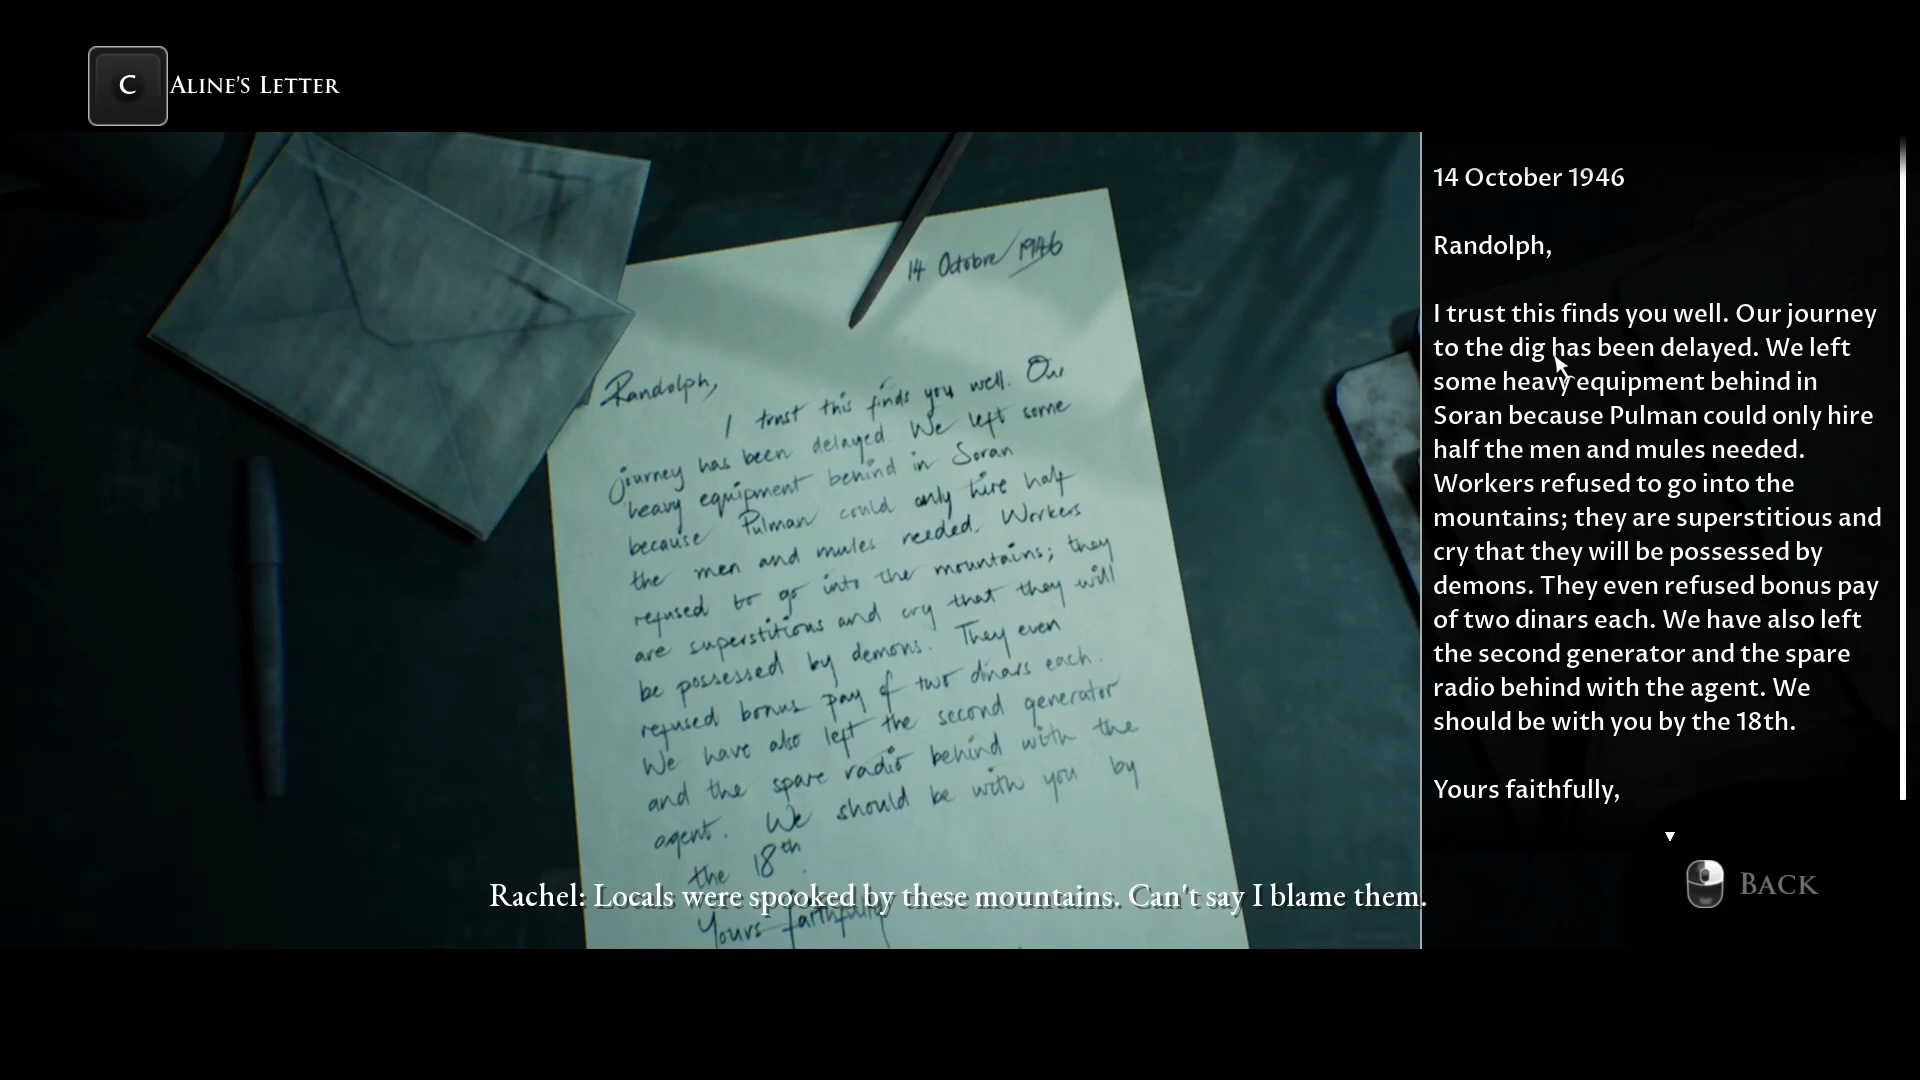 C
ALINE'S LETTER
14 Octobre 1946
Randolph,
I trust this finds you well. Our
journey has been delayed. We left some
heavy equipment behind in Soran
because Pulman could only hire half
the men and mules needed. Workers
refused to go into the mountains; they
are superstitious and cry that they will
be possessed by demons. They even
refused bonus pay of two dinars each.
We have also left the second generator
and the spare radio behind with the
agent. We should be with you by
the 18th.
Yours faithfully
14 October 1946
Randolph,
I trust this finds you well. Our journey
to the dig has been delayed. We left
some heavy equipment behind in
Soran because Pulman could only hire
half the men and mules needed.
Workers refused to go into the
mountains; they are superstitious and
cry that they will be possessed by
demons. They even refused bonus pay
of two dinars each. We have also left
the second generator and the spare
radio behind with the agent. We
should be with you by the 18th.
Yours faithfully,
Rachel: Locals were spooked by these mountains. Can't say I blame them.
BACK